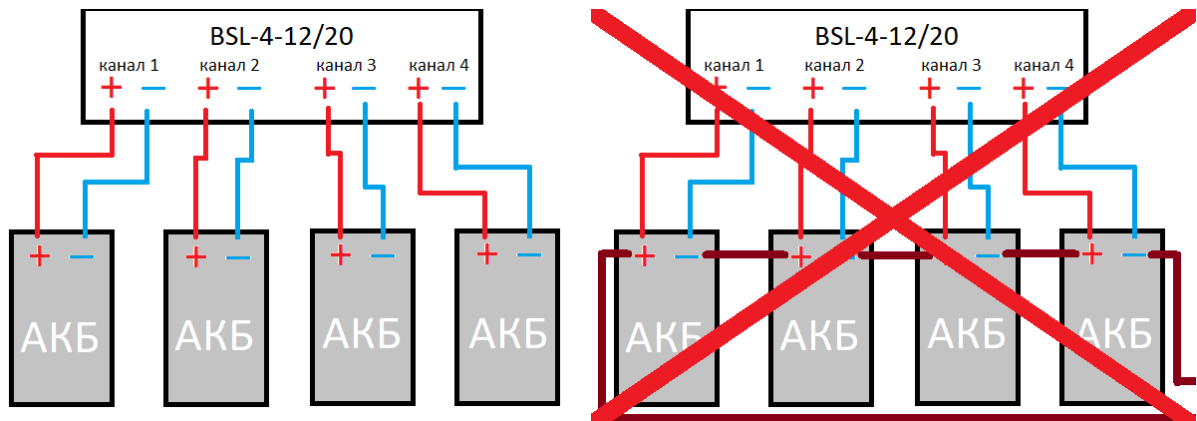 BSL-4-12/20
канал 1 канал 2 канал 3 канал 4
+ − + − + − + −
+ − + − + − + −
АКБ АКБ АКБ АКБ
BSL-4-12/20
канал 1 канал 2 канал 3 канал 4
+ − + − + − + −
+ − + − + −
АКБ АКБ АКБ АКБ